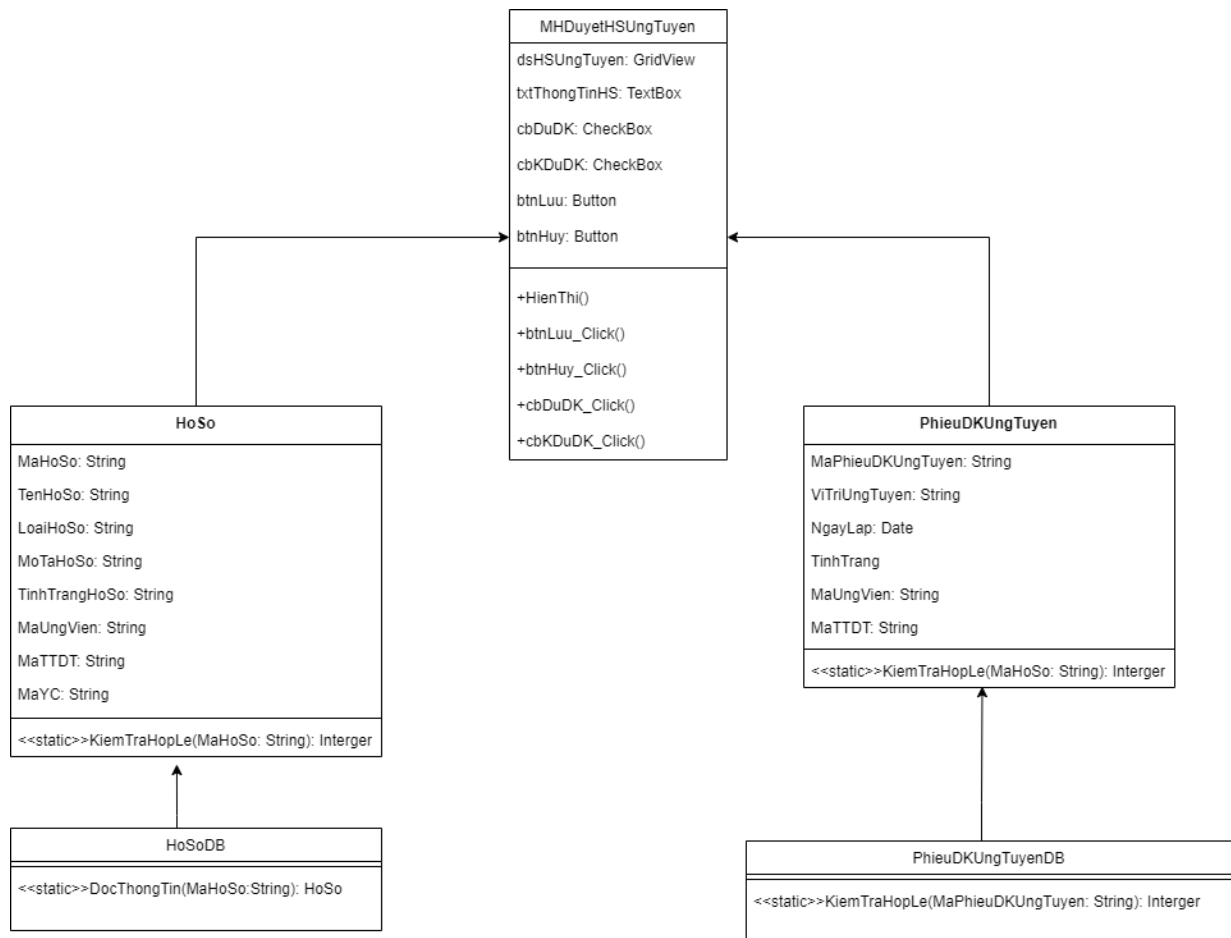 MHDuyetHSUngTuyen
dsHSUngTuyen: GridView
txtThongTinHS: TextBox
cbDuDK: CheckBox
cbKDuDK: CheckBox
btnLuu: Button
btnHuy: Button
+HienThi()
+btnLuu_Click()
+btnHuy_Click()
+cbDuDK_Click()
+cbKDuDK_Click()
HoSo
MaHoSo: String
TenHoSo: String
LoaiHoSo: String
MoTaHoSo: String
TinhTrangHoSo: String
MaUngVien: String
MaTTDT: String
MaYC: String
<<static>>KiemTraHopLe(MaHoSo: String): Interger
PhieuDKUngTuyen
MaPhieuDKUngTuyen: String
ViTriUngTuyen: String
NgayLap: Date
TinhTrang
MaUngVien: String
MaTTDT: String
<<static>>KiemTraHopLe(MaHoSo: String): Interger
HoSoDB
<<static>>DocThongTin(MaHoSo:String): HoSo
PhieuDKUngTuyenDB
<<static>>KiemTraHopLe(MaPhieuDKUngTuyen: String): Interger